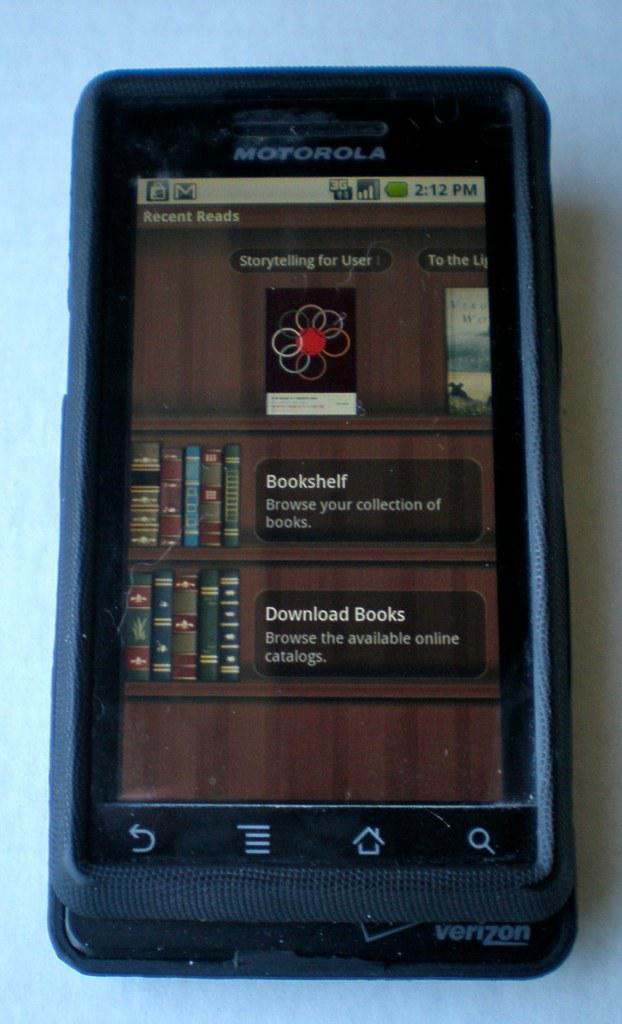 MOTOROLA
3G
2:12 PM
Recent Reads
Storytelling for User
To the Lig
Bookshelf
Browse your collection of
books.
Download Books
Browse the available online
catalogs.
verizon